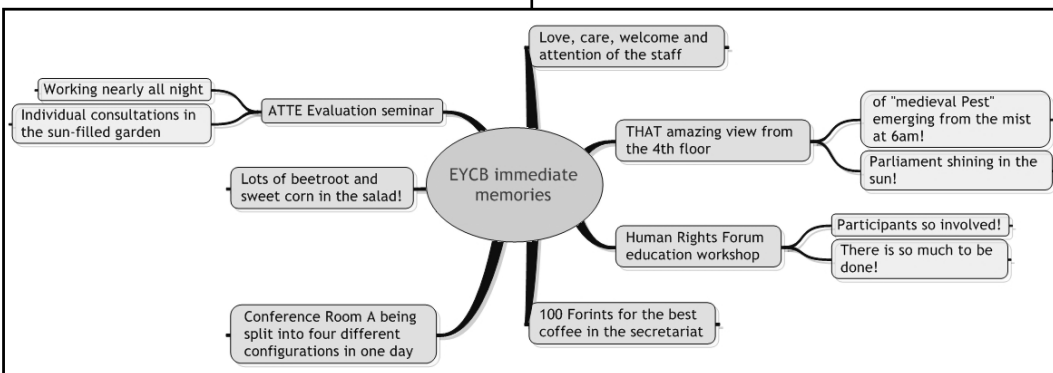 EYCB immediate
memories
Love, care, welcome and
attention of the staff
THAT amazing view from
the 4th floor
of "medieval Pest"
emerging from the mist
at 6am!
Parliament shining in the
sun!
Human Rights Forum
education workshop
Participants so involved!
There is so much to be
done!
100 Forints for the best
coffee in the secretariat
Conference Room A being
split into four different
configurations in one day
Lots of beetroot and
sweet corn in the salad!
ATTE Evaluation seminar
Working nearly all night
Individual consultations in
the sun-filled garden